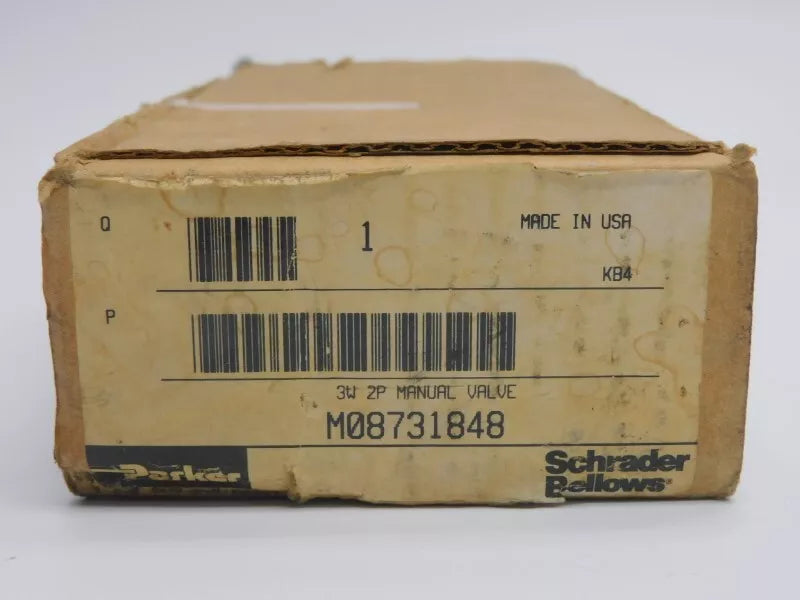 Q 1 MADE IN USA
KB4
P
3W 2P MANUAL VALVE
M08731848
Parker
Schrader
Bellows®